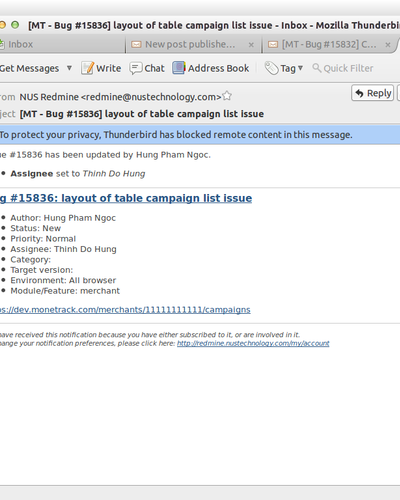 [MT - Bug #15836] layout of table campaign list issue - Inbox - Mozilla Thunderbi
Inbox
New post publishe... ×
[MT - Bug #15832] C... ×
Get Messages
Write
Chat
Address Book
Tag
Quick Filter
om NUS Redmine <redmine@nustechnology.com>
Reply
ject [MT - Bug #15836] layout of table campaign list issue
To protect your privacy, Thunderbird has blocked remote content in this message.
ue #15836 has been updated by Hung Pham Ngoc.
• Assignee set to Thinh Do Hung
g #15836: layout of table campaign list issue
• Author: Hung Pham Ngoc
• Status: New
• Priority: Normal
• Assignee: Thinh Do Hung
• Category:
• Target version:
• Environment: All browser
• Module/Feature: merchant
ps://dev.monetrack.com/merchants/11111111111/campaigns
have received this notification because you have either subscribed to it, or are involved in it.
hange your notification preferences, please click here: http://redmine.nustechnology.com/my/account